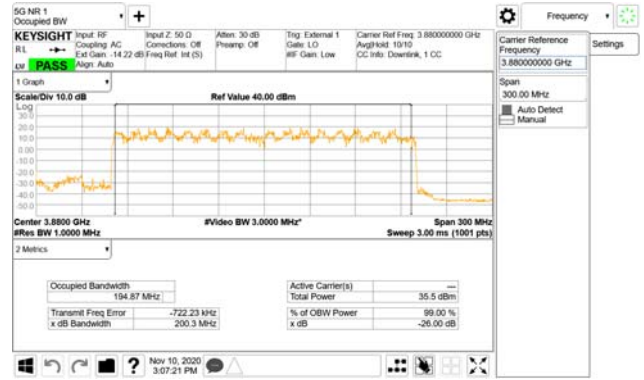 5G NR 1
Occupied BW
Frequency
KEYSIGHT
R L
LV PASS
Input: RF
Coupling: AC
Ext Gain: -14.22 dB
Align: Auto
Input Z: 50 Ω
Corrections: Off
Freq Ref: Int (S)
Atten: 30 dB
Preamp: Off
Trig: External 1
Gate: LO
#IF Gain: Low
Carrier Ref Freq: 3.880000000 GHz
Avg|Hold: 10/10
CC Info: Downlink, 1 CC
Carrier Reference
Frequency
3.880000000 GHz
Settings
Span
300.00 MHz
Auto Detect
Manual
1 Graph
Scale/Div 10.0 dB
Ref Value 40.00 dBm
Log
30.0
20.0
10.0
0.00
-10.0
-20.0
-30.0
-40.0
-50.0
Center 3.8800 GHz
#Video BW 3.0000 MHz*
Span 300 MHz
#Res BW 1.0000 MHz
Sweep 3.00 ms (1001 pts)
2 Metrics
Occupied Bandwidth
194.87 MHz
Transmit Freq Error -722.23 kHz
x dB Bandwidth 200.3 MHz
Active Carrier(s) ---
Total Power 35.5 dBm
% of OBW Power 99.00 %
x dB -26.00 dB
?
Nov 10, 2020
3:07:21 PM